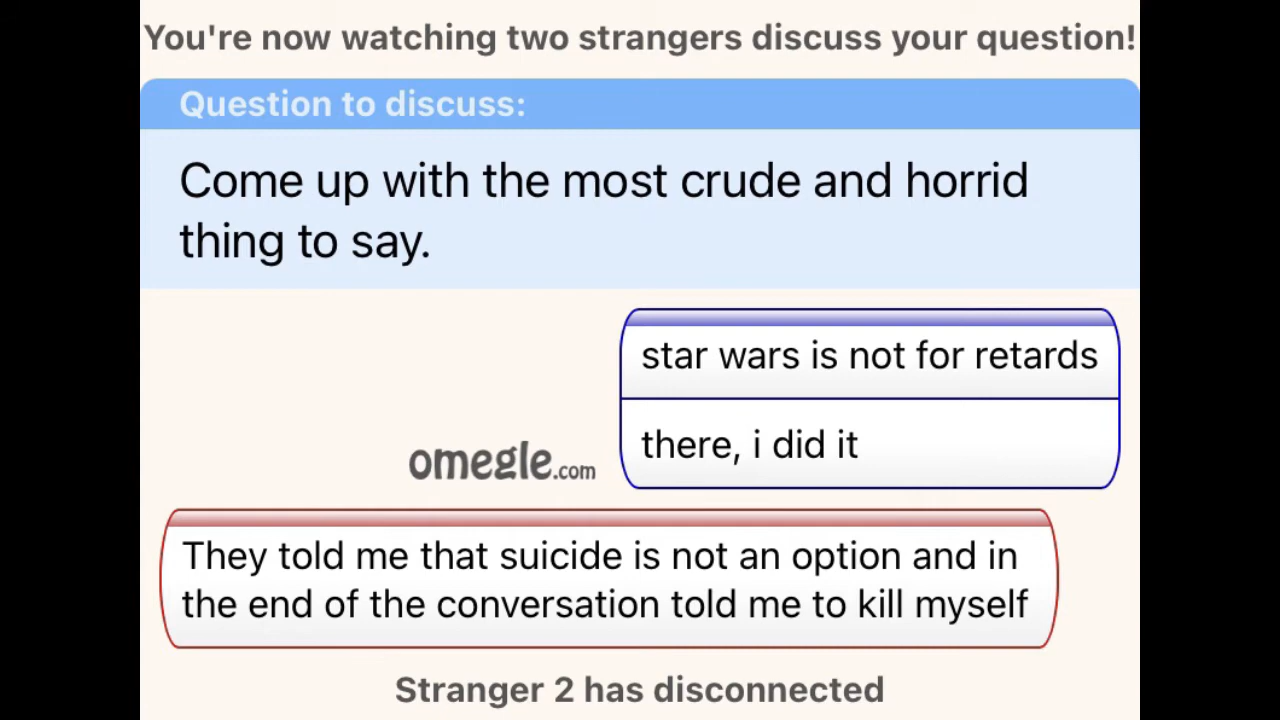 You're now watching two strangers discuss your question!
Question to discuss:
Come up with the most crude and horrid
thing to say.
star wars is not for retards
there, i did it
omegle.com
They told me that suicide is not an option and in
the end of the conversation told me to kill myself
Stranger 2 has disconnected